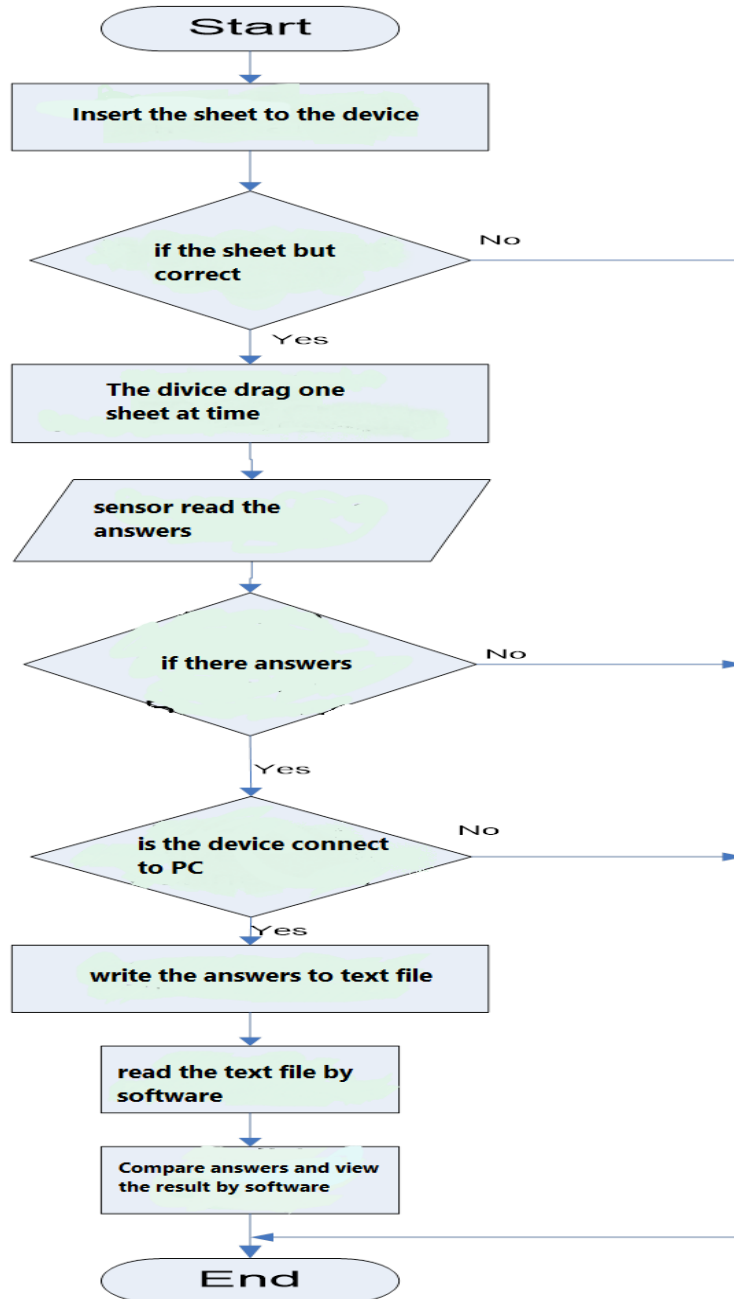 Start
Insert the sheet to the device
if the sheet but
correct
No
Yes
The divice drag one
sheet at time
sensor read the
answers
if there answers
No
Yes
is the device connect
to PC
No
Yes
write the answers to text file
read the text file by
software
Compare answers and view
the result by software
End